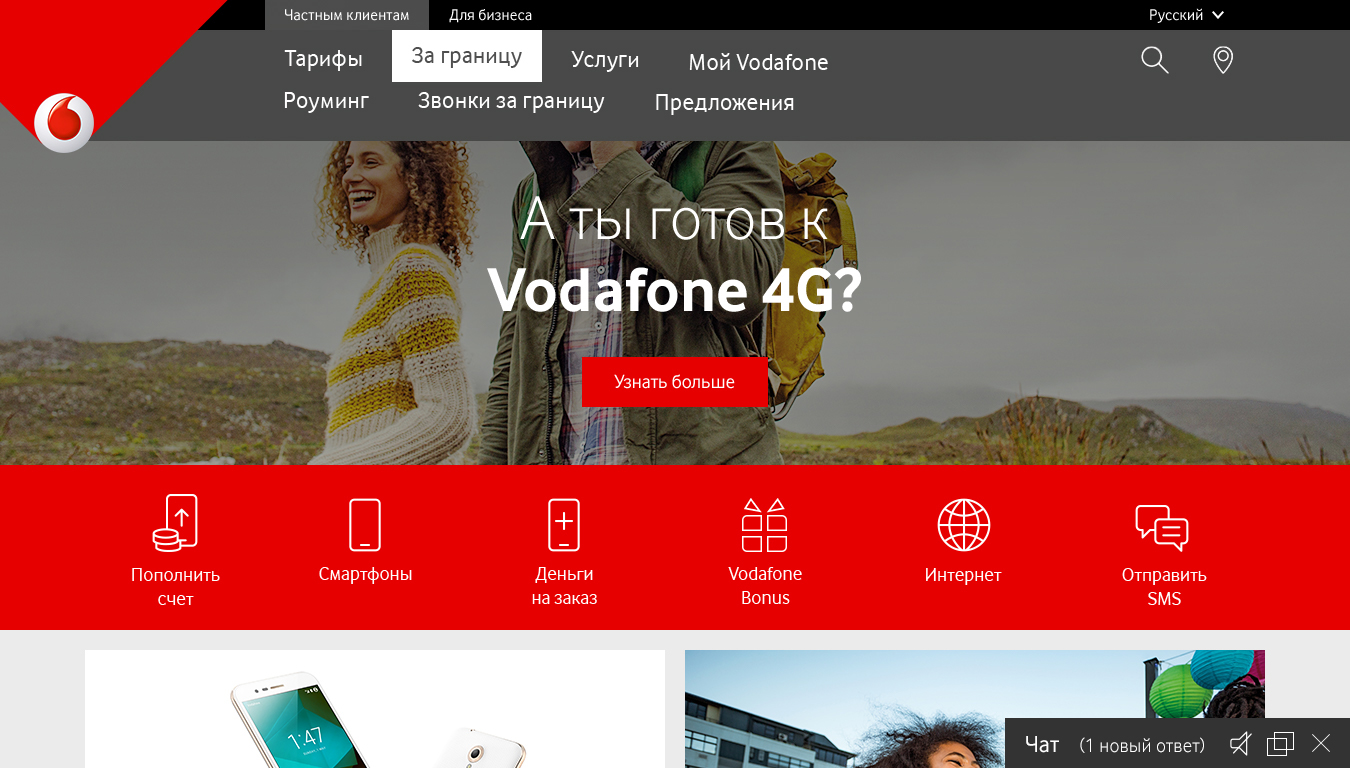 Частным клиентам
Для бизнеса
Русский
Тарифы
За границу
Услуги
Мой Vodafone
Роуминг
Звонки за границу
Предложения
А ты готов к
Vodafone 4G?
Узнать больше
Пополнить
счет
Смартфоны
Деньги
на заказ
Vodafone
Bonus
Интернет
Отправить
SMS
1:47
Чат (1 новый ответ)